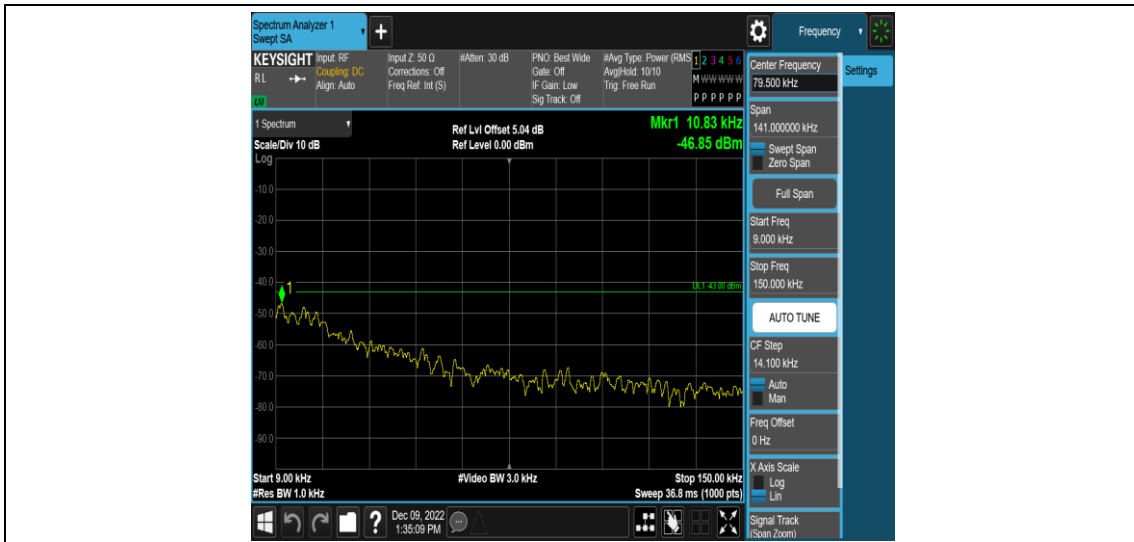 Spectrum Analyzer 1
Swept SA
+
Frequency
KEYSIGHT
RL
LM
Input: RF
Coupling: DC
Align: Auto
Input Z: 50 Ω
Corrections: Off
Freq Ref: Int (S)
#Atten: 30 dB
PNO: Best Wide
Gate: Off
IF Gain: Low
Sig Track: Off
#Avg Type: Power (RMS
Avg|Hold: 10/10
Trig: Free Run
1 2 3 4 5 6
M W W W W W
P P P P P P
1 Spectrum
Scale/Div 10 dB
Ref Lvl Offset 5.04 dB
Ref Level 0.00 dBm
Mkr1 10.83 kHz
-46.85 dBm
Log
-10.0
-20.0
-30.0
-40.0
-50.0
-60.0
-70.0
-80.0
-90.0
1
DL1 -43.00 dBm
Start 9.00 kHz
#Res BW 1.0 kHz
#Video BW 3.0 kHz
Stop 150.00 kHz
Sweep 36.8 ms (1000 pts)
Center Frequency
79.500 kHz
Settings
Span
141.000000 kHz
Swept Span
Zero Span
Full Span
Start Freq
9.000 kHz
Stop Freq
150.000 kHz
AUTO TUNE
CF Step
14.100 kHz
Auto
Man
Freq Offset
0 Hz
X Axis Scale
Log
Lin
Signal Track
(Span Zoom)
?
Dec 09, 2022
1:35:09 PM